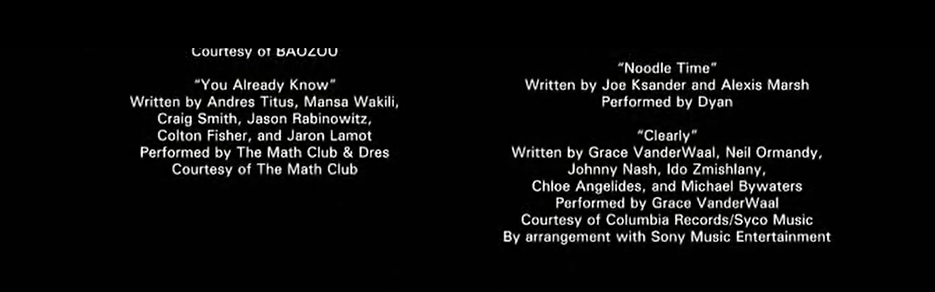 Courtesy of BAOZOU
"You Already Know"
Written by Andres Titus, Mansa Wakili,
Craig Smith, Jason Rabinowitz,
Colton Fisher, and Jaron Lamot
Performed by The Math Club & Dres
Courtesy of The Math Club
"Noodle Time"
Written by Joe Ksander and Alexis Marsh
Performed by Dyan
"Clearly"
Written by Grace VanderWaal, Neil Ormandy,
Johnny Nash, Ido Zmishlany,
Chloe Angelides, and Michael Bywaters
Performed by Grace VanderWaal
Courtesy of Columbia Records/Syco Music
By arrangement with Sony Music Entertainment